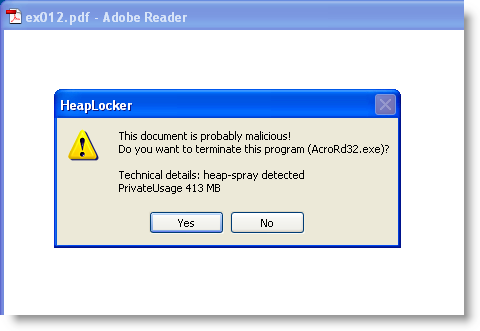 ex012.pdf - Adobe Reader
HeapLocker
This document is probably malicious!
Do you want to terminate this program (AcroRd32.exe)?
Technical details: heap-spray detected
PrivateUsage 413 MB
Yes No